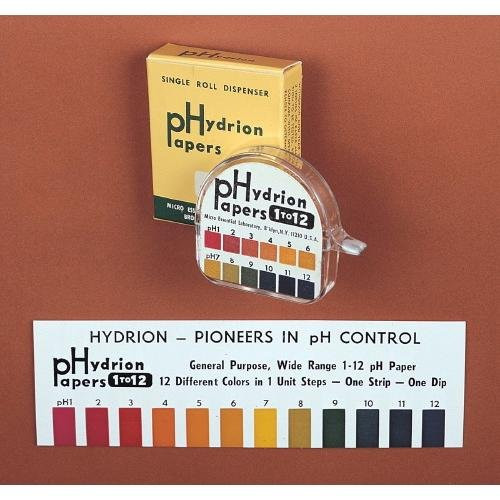 SINGLE ROLL DISPENSER
pHydrion
Papers
MICRO ESS
BRO
pHydrion
Papers 1 TO 12
Micro Essential Laboratory, B'klyn, N.Y. 11210 U.S.A.
pH1 2 3 4 5 6
pH7 8 9 10 11 12
HYDRION – PIONEERS IN pH CONTROL
pHydrion
Papers 1 TO 12
General Purpose, Wide Range 1-12 pH Paper
12 Different Colors in 1 Unit Steps – One Strip – One Dip
pH1 2 3 4 5 6 7 8 9 10 11 12